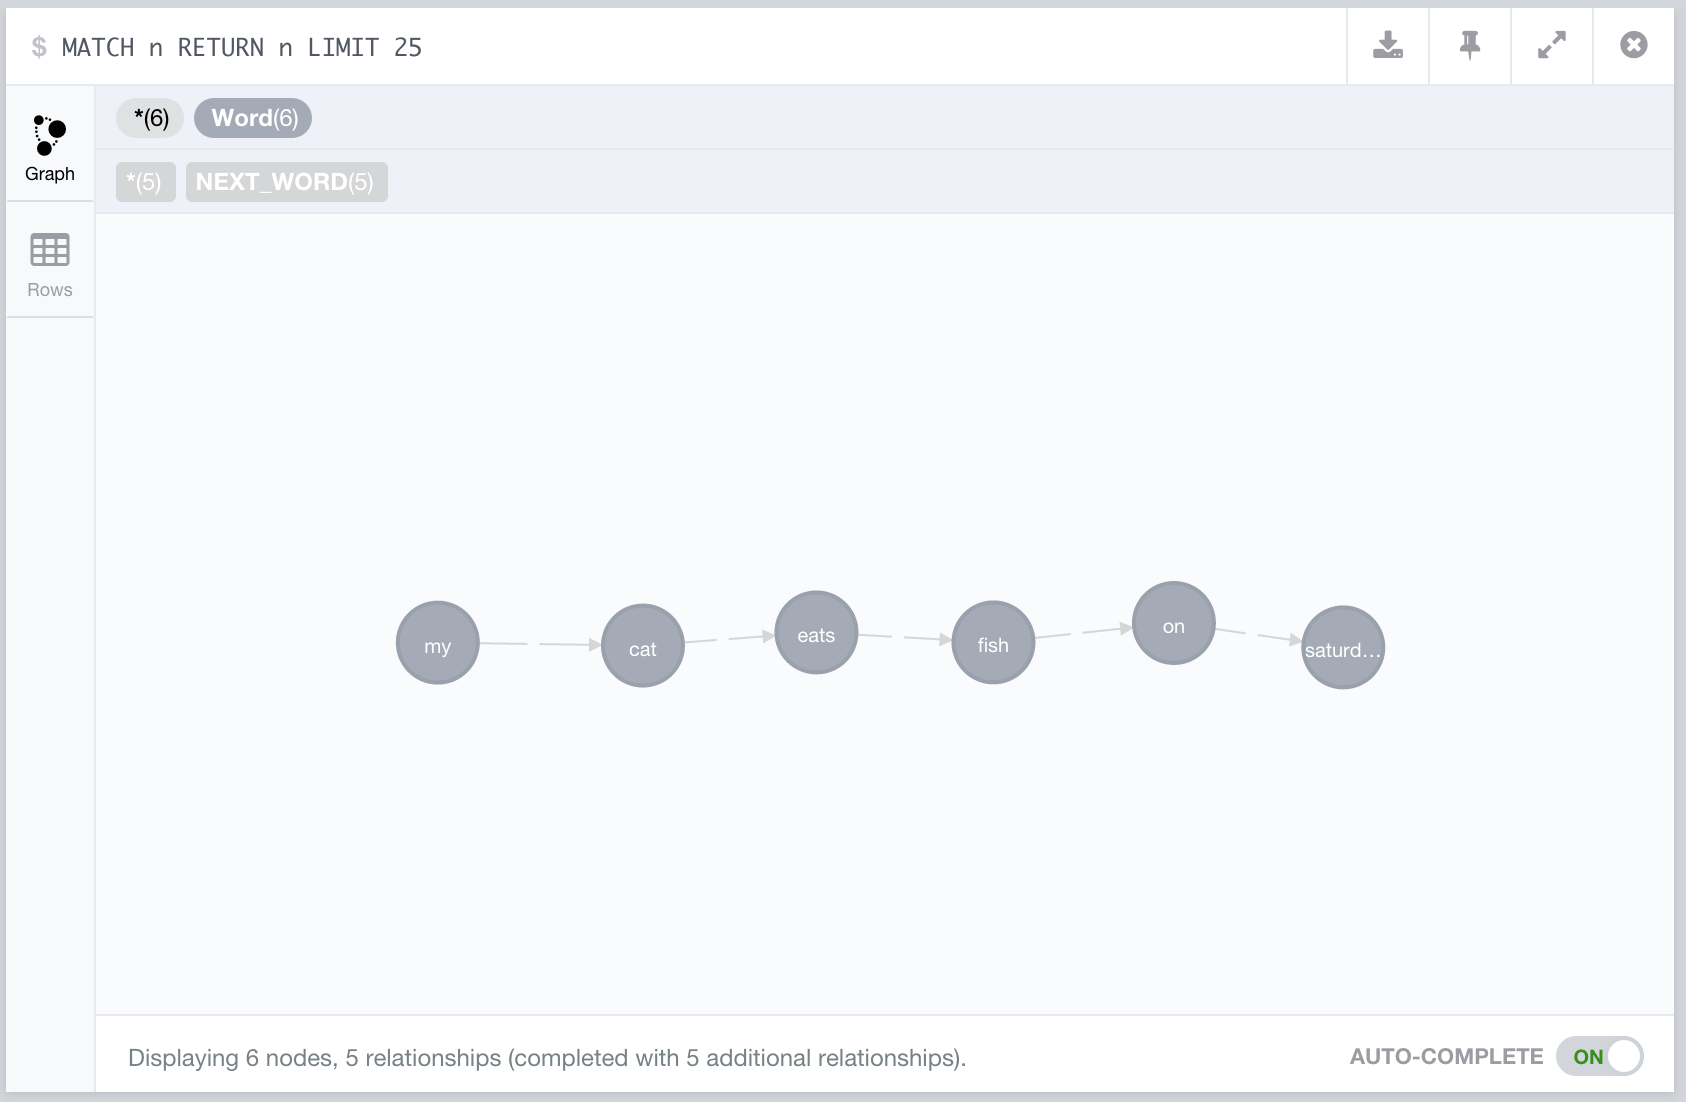 $ MATCH n RETURN n LIMIT 25
*(6) Word(6)
Graph
*(5) NEXT_WORD(5)
Rows
my cat eats fish on saturd...
Displaying 6 nodes, 5 relationships (completed with 5 additional relationships).
AUTO-COMPLETE ON